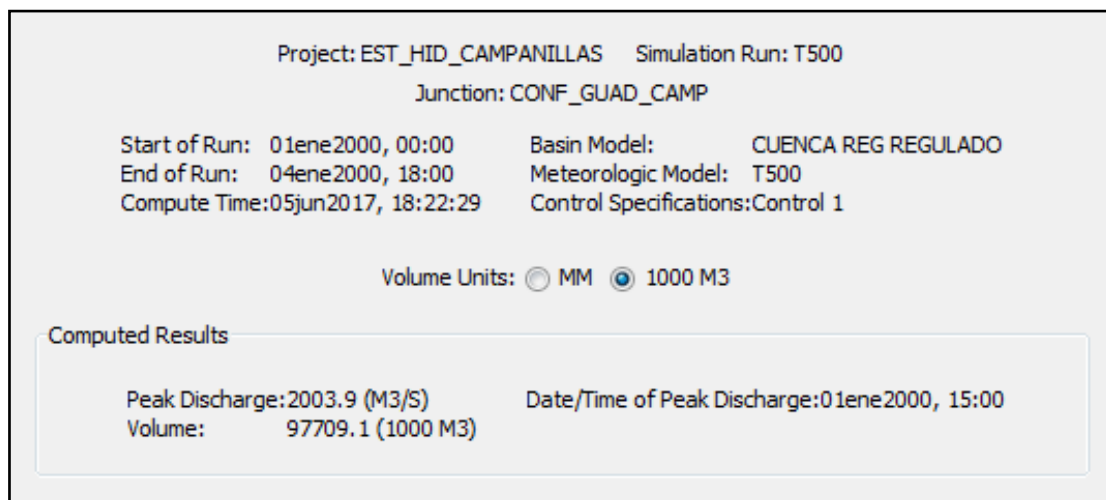 Project: EST_HID_CAMPANILLAS Simulation Run: T500
Junction: CONF_GUAD_CAMP
Start of Run: 01ene2000, 00:00 Basin Model: CUENCA REG REGULADO
End of Run: 04ene2000, 18:00 Meteorologic Model: T500
Compute Time:05jun2017, 18:22:29 Control Specifications:Control 1
Volume Units: MM 1000 M3
Computed Results
Peak Discharge:2003.9 (M3/S) Date/Time of Peak Discharge:01ene2000, 15:00
Volume: 97709.1 (1000 M3)